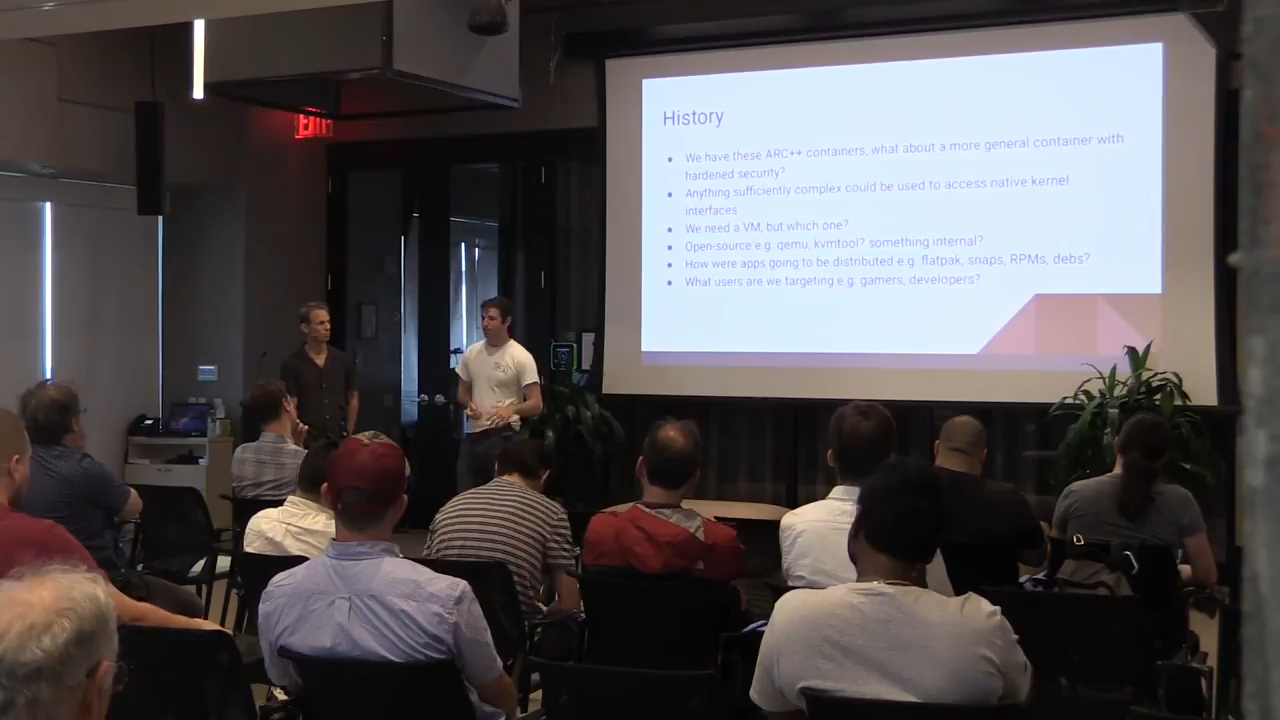 EXIT
History
● We have these ARC++ containers, what about a more general container with
hardened security?
● Anything sufficiently complex could be used to access native kernel
interfaces
● We need a VM, but which one?
● Open-source e.g. qemu, kvmtool? something internal?
● How were apps going to be distributed e.g. flatpak, snaps, RPMs, debs?
● What users are we targeting e.g. gamers, developers?